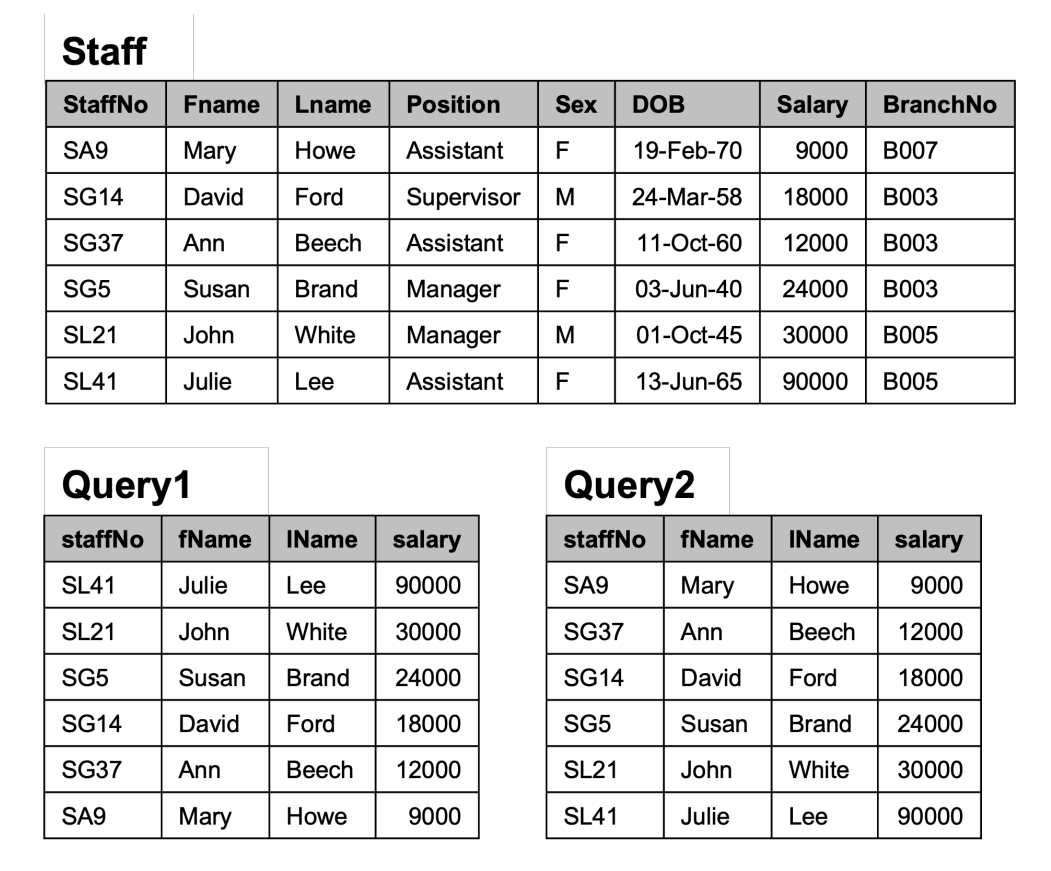 Staff
StaffNo Fname Lname Position Sex DOB Salary BranchNo
SA9 Mary Howe Assistant F 19-Feb-70 9000 B007
SG14 David Ford Supervisor M 24-Mar-58 18000 B003
SG37 Ann Beech Assistant F 11-Oct-60 12000 B003
SG5 Susan Brand Manager F 03-Jun-40 24000 B003
SL21 John White Manager M 01-Oct-45 30000 B005
SL41 Julie Lee Assistant F 13-Jun-65 90000 B005
Query1
staffNo fName lName salary
SL41 Julie Lee 90000
SL21 John White 30000
SG5 Susan Brand 24000
SG14 David Ford 18000
SG37 Ann Beech 12000
SA9 Mary Howe 9000
Query2
staffNo fName lName salary
SA9 Mary Howe 9000
SG37 Ann Beech 12000
SG14 David Ford 18000
SG5 Susan Brand 24000
SL21 John White 30000
SL41 Julie Lee 90000